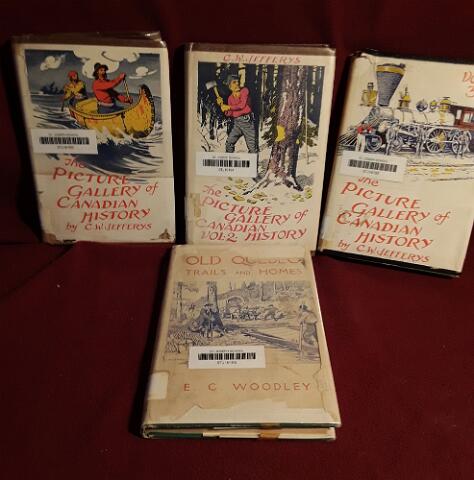 The
PICTURE
GALLERY of
CANADIAN
HISTORY
by C.W. JEFFERYS
C.W. JEFFERYS
The
PICTURE
GALLERY of
CANADIAN
VOL·2 HISTORY
The
PICTURE
GALLERY of
CANADIAN
HISTORY
by C.W. JEFFERYS
OLD QUEBEC
TRAILS AND HOMES
E. C. WOODLEY